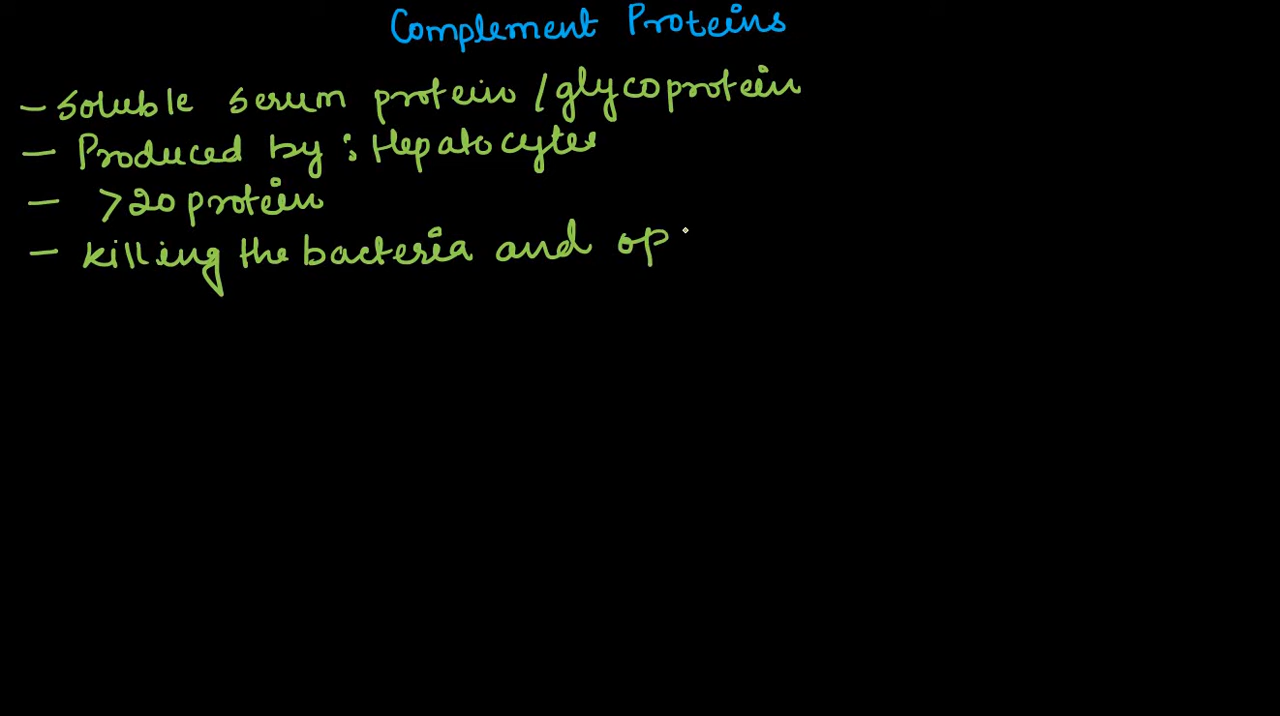 Complement Proteins
- Soluble serum protein / glycoprotein
- Produced by : Hepatocytes
- >20 protein
- killing the bacteria and op